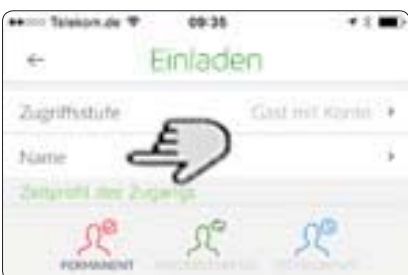 Telekom.de 09:35
Einladen
Zugriffsstufe Gast mit Konto
Name
Zeitprofil des Zugangs
PERMANENT